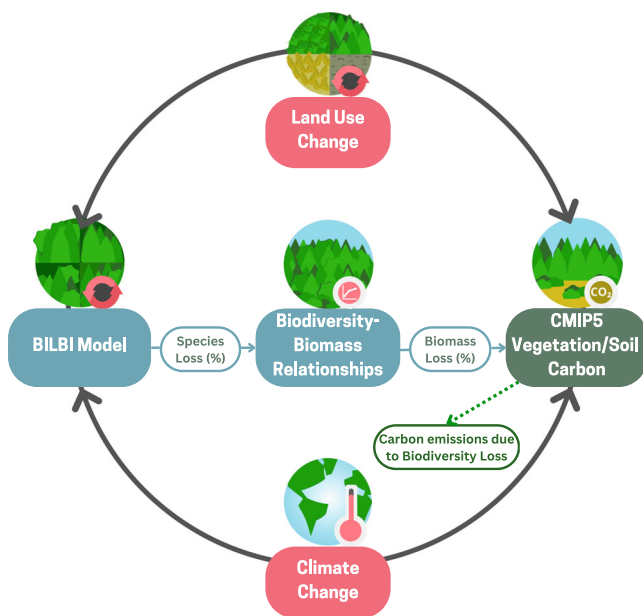 Land Use
Change
BILBI Model
Species
Loss (%)
Biodiversity-
Biomass
Relationships
Biomass
Loss (%)
CO₂
CMIP5
Vegetation/Soil
Carbon
Carbon emissions due
to Biodiversity Loss
Climate
Change